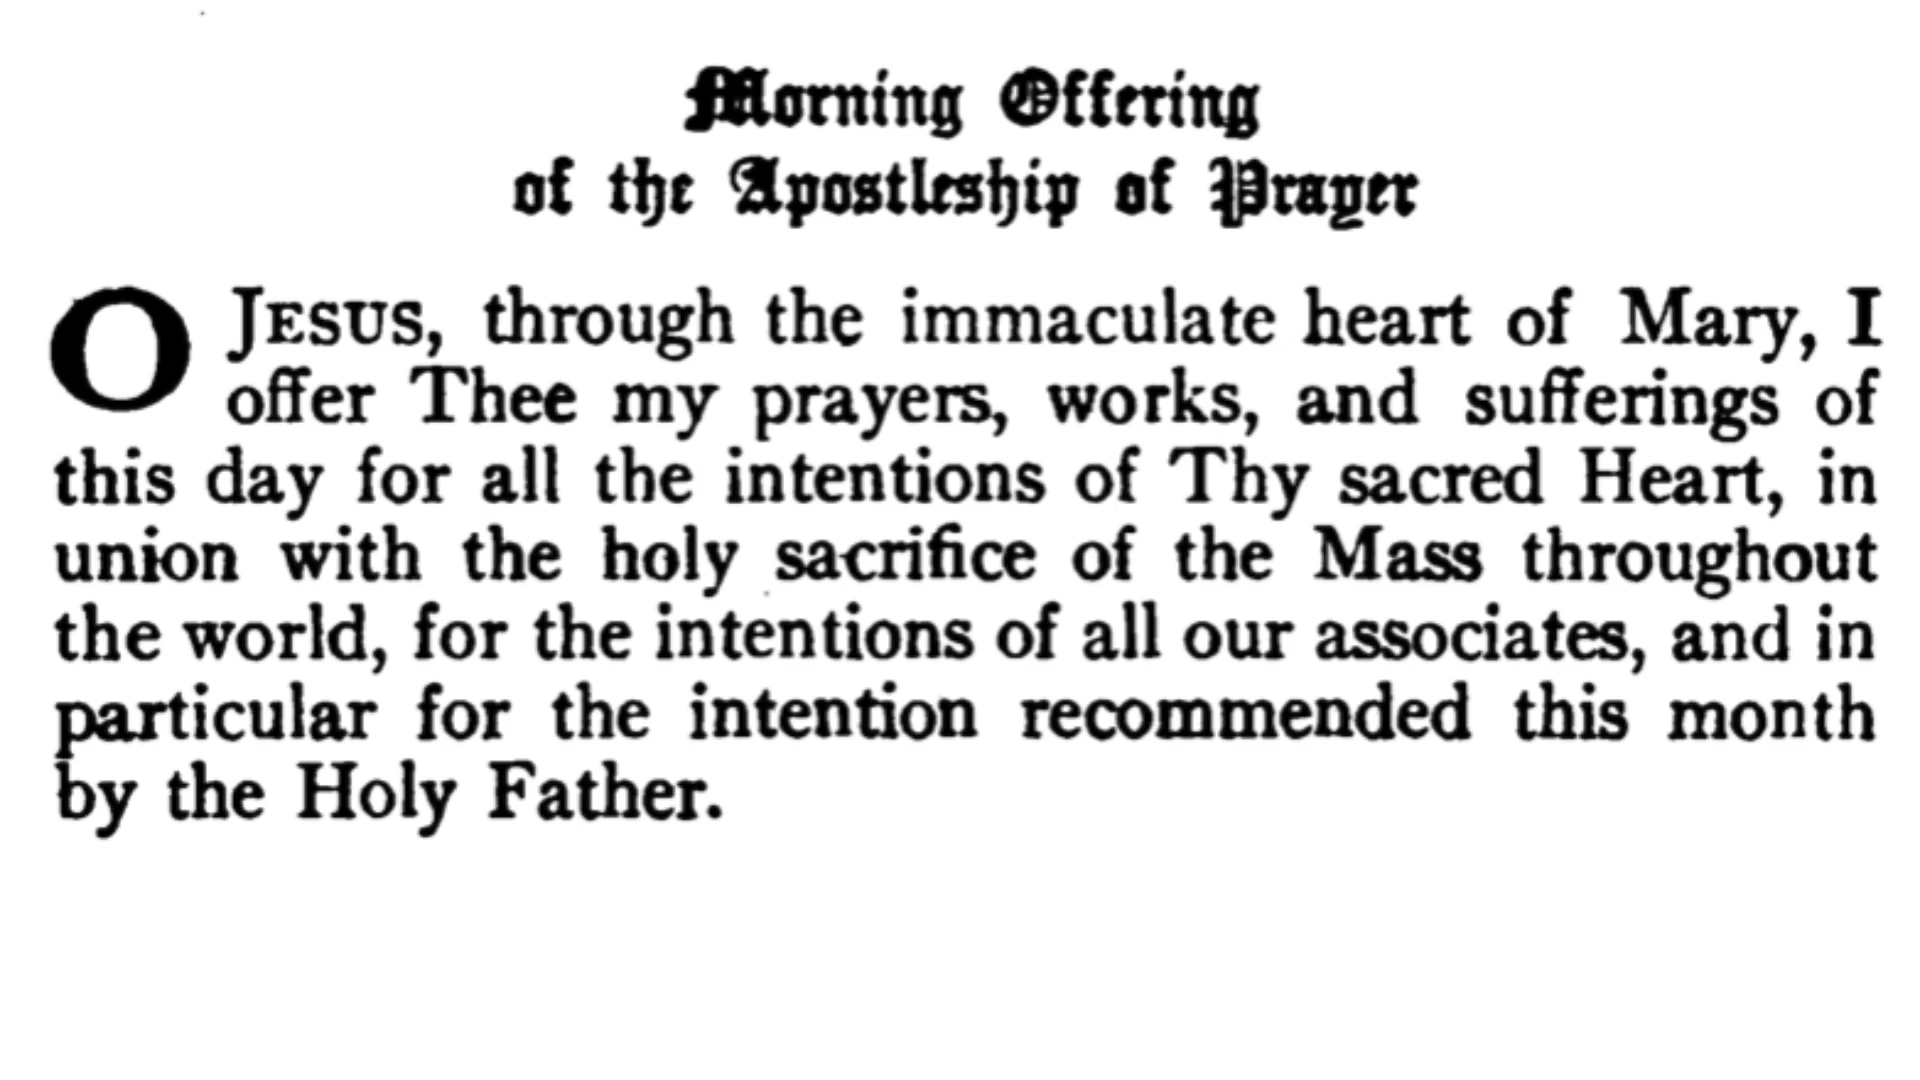 Morning Offering
of the Apostleship of Prayer
O JESUS, through the immaculate heart of Mary, I
offer Thee my prayers, works, and sufferings of
this day for all the intentions of Thy sacred Heart, in
union with the holy sacrifice of the Mass throughout
the world, for the intentions of all our associates, and in
particular for the intention recommended this month
by the Holy Father.